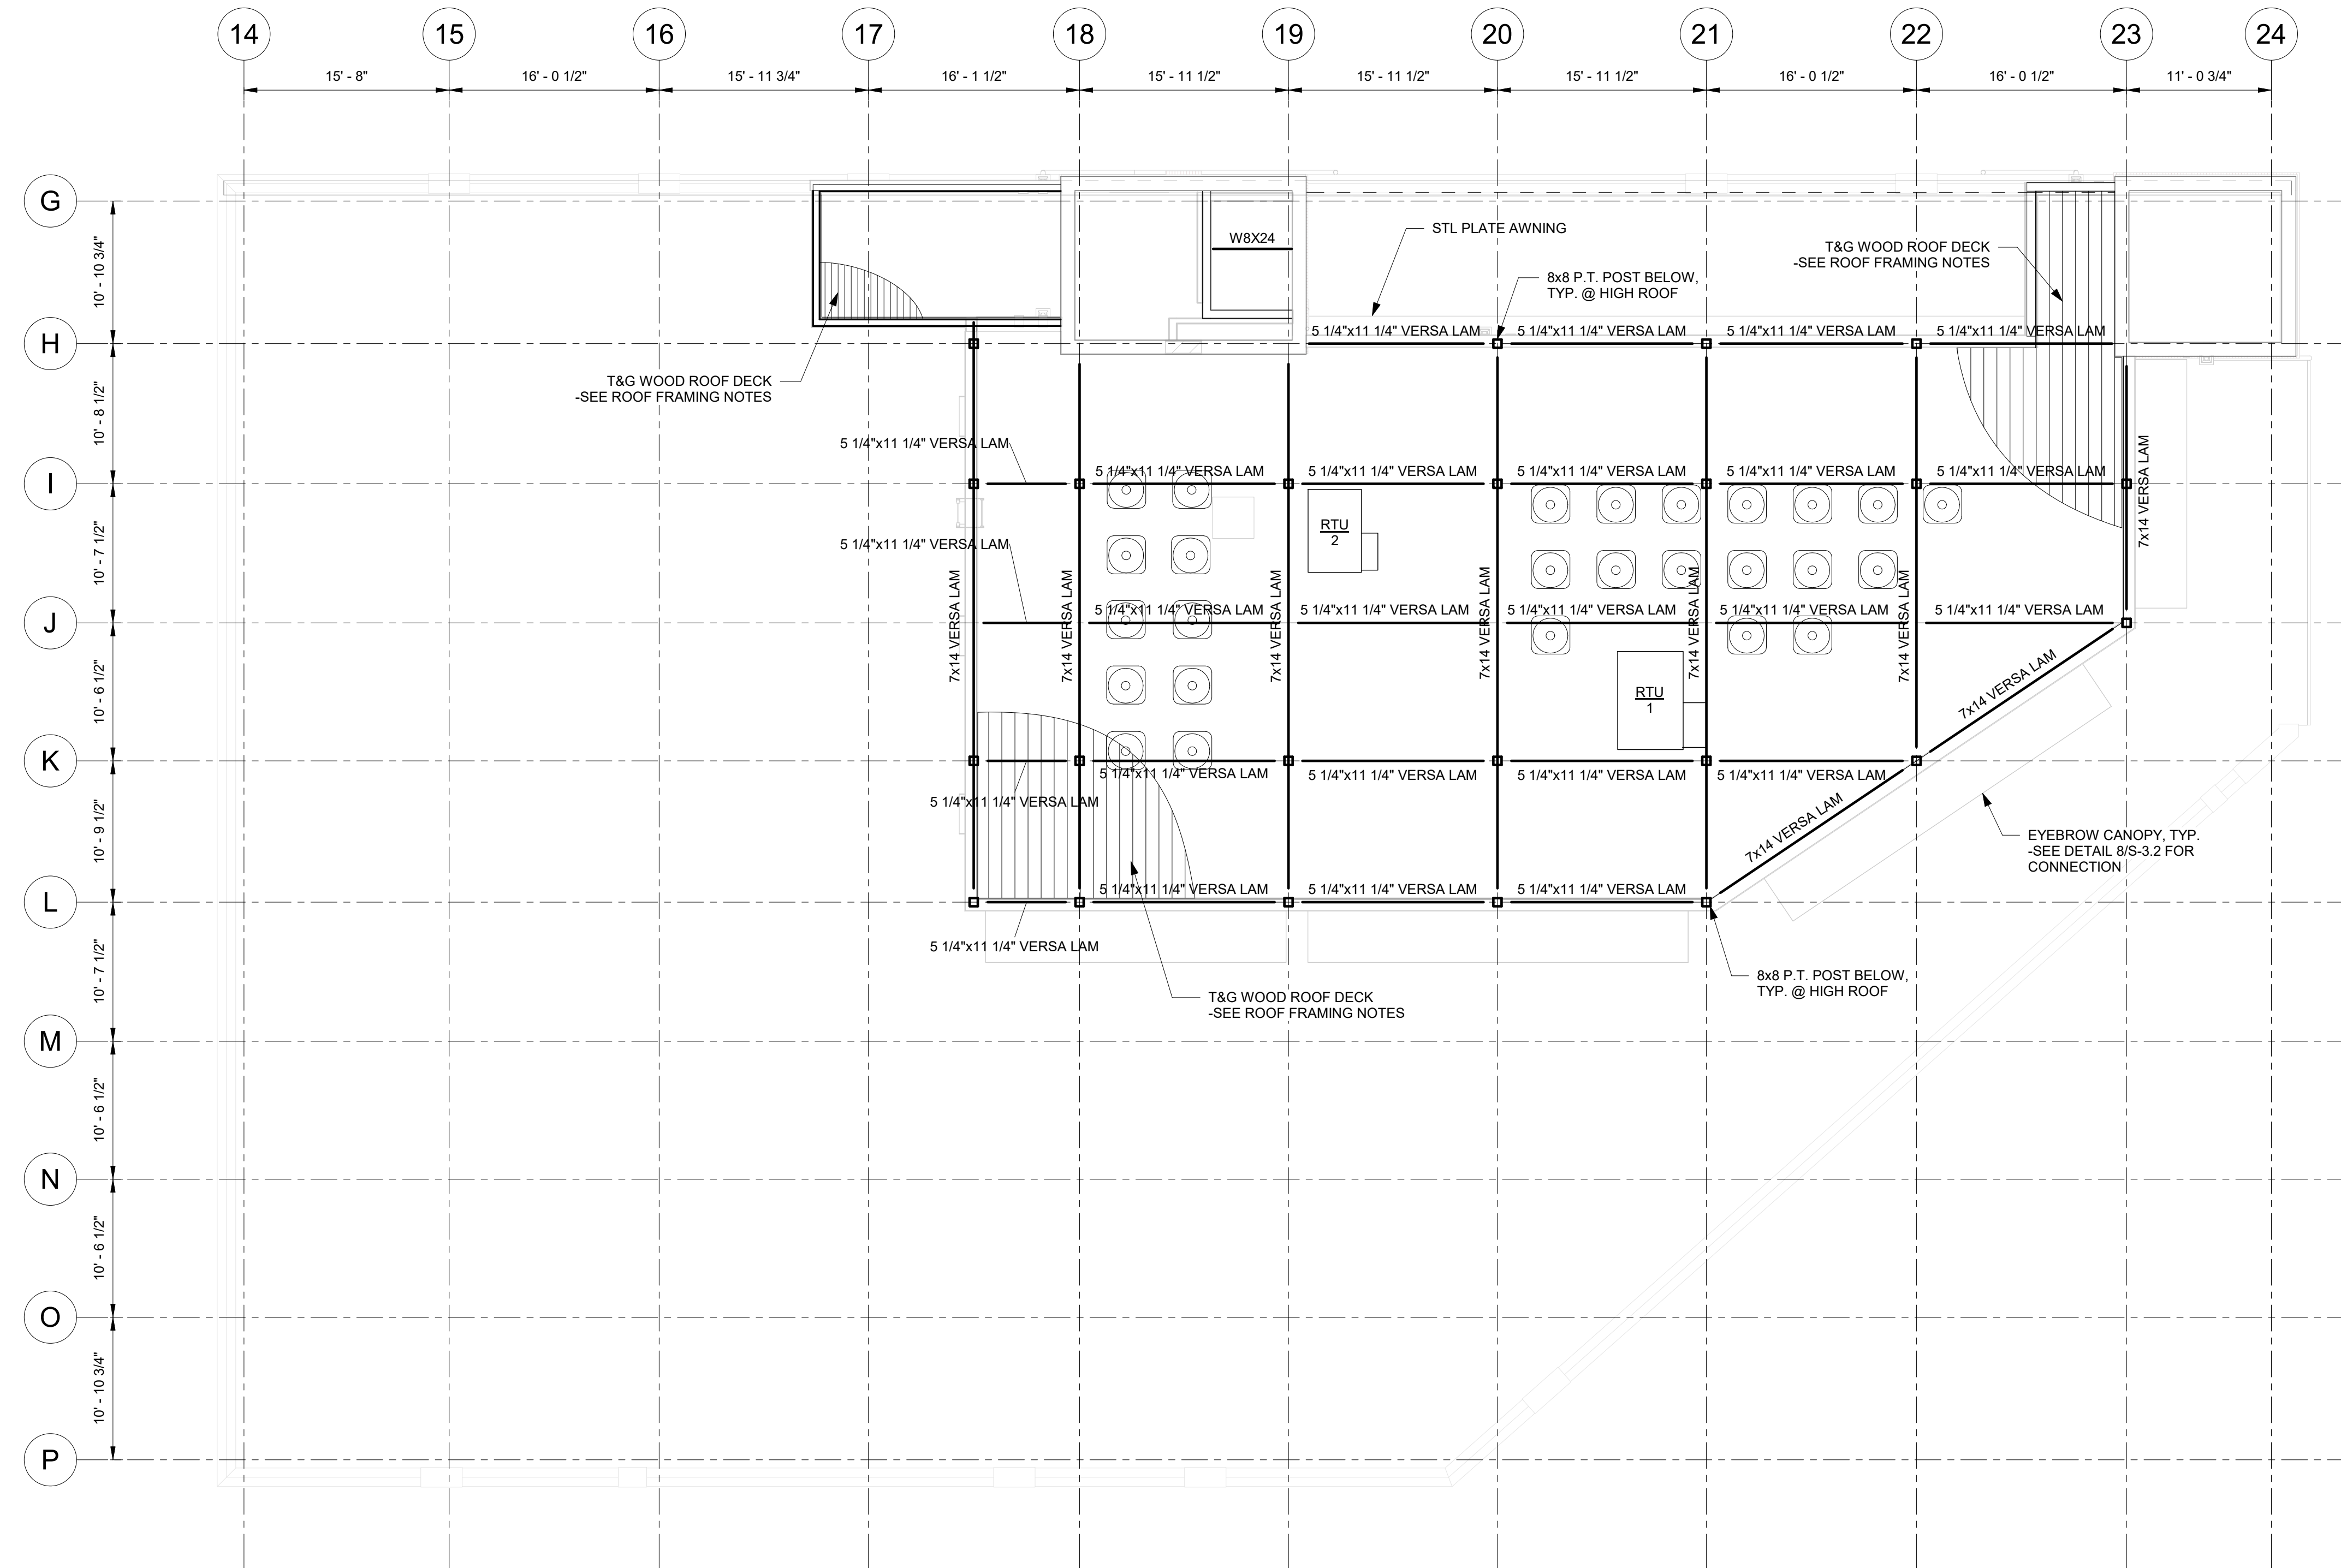 14 15 16 17 18 19 20 21 22 23 24
15' - 8" 16' - 0 1/2" 15' - 11 3/4" 16' - 1 1/2" 15' - 11 1/2" 15' - 11 1/2" 15' - 11 1/2" 16' - 0 1/2" 16' - 0 1/2" 11' - 0 3/4"
G
10' - 10 3/4"
H
10' - 8 1/2"
I
10' - 7 1/2"
J
10' - 6 1/2"
K
10' - 9 1/2"
L
10' - 7 1/2"
M
10' - 6 1/2"
N
10' - 6 1/2"
O
10' - 10 3/4"
P
W8X24
STL PLATE AWNING
T&G WOOD ROOF DECK
-SEE ROOF FRAMING NOTES
8x8 P.T. POST BELOW,
TYP. @ HIGH ROOF
5 1/4"x11 1/4" VERSA LAM 5 1/4"x11 1/4" VERSA LAM 5 1/4"x11 1/4" VERSA LAM 5 1/4"x11 1/4" VERSA LAM
T&G WOOD ROOF DECK
-SEE ROOF FRAMING NOTES
5 1/4"x11 1/4" VERSA LAM
5 1/4"x11 1/4" VERSA LAM 5 1/4"x11 1/4" VERSA LAM 5 1/4"x11 1/4" VERSA LAM 5 1/4"x11 1/4" VERSA LAM 5 1/4"x11 1/4" VERSA LAM
7x14 VERSA LAM
RTU
2
5 1/4"x11 1/4" VERSA LAM
7x14 VERSA LAM
7x14 VERSA LAM
7x14 VERSA LAM
7x14 VERSA LAM
7x14 VERSA LAM
7x14 VERSA LAM
5 1/4"x11 1/4" VERSA LAM 5 1/4"x11 1/4" VERSA LAM 5 1/4"x11 1/4" VERSA LAM 5 1/4"x11 1/4" VERSA LAM 5 1/4"x11 1/4" VERSA LAM
RTU
1
7x14 VERSA LAM
5 1/4"x11 1/4" VERSA LAM 5 1/4"x11 1/4" VERSA LAM 5 1/4"x11 1/4" VERSA LAM 5 1/4"x11 1/4" VERSA LAM
5 1/4"x11 1/4" VERSA LAM
7x14 VERSA LAM
EYEBROW CANOPY, TYP.
-SEE DETAIL 8/S-3.2 FOR
CONNECTION
5 1/4"x11 1/4" VERSA LAM 5 1/4"x11 1/4" VERSA LAM 5 1/4"x11 1/4" VERSA LAM
5 1/4"x11 1/4" VERSA LAM
8x8 P.T. POST BELOW,
TYP. @ HIGH ROOF
T&G WOOD ROOF DECK
-SEE ROOF FRAMING NOTES